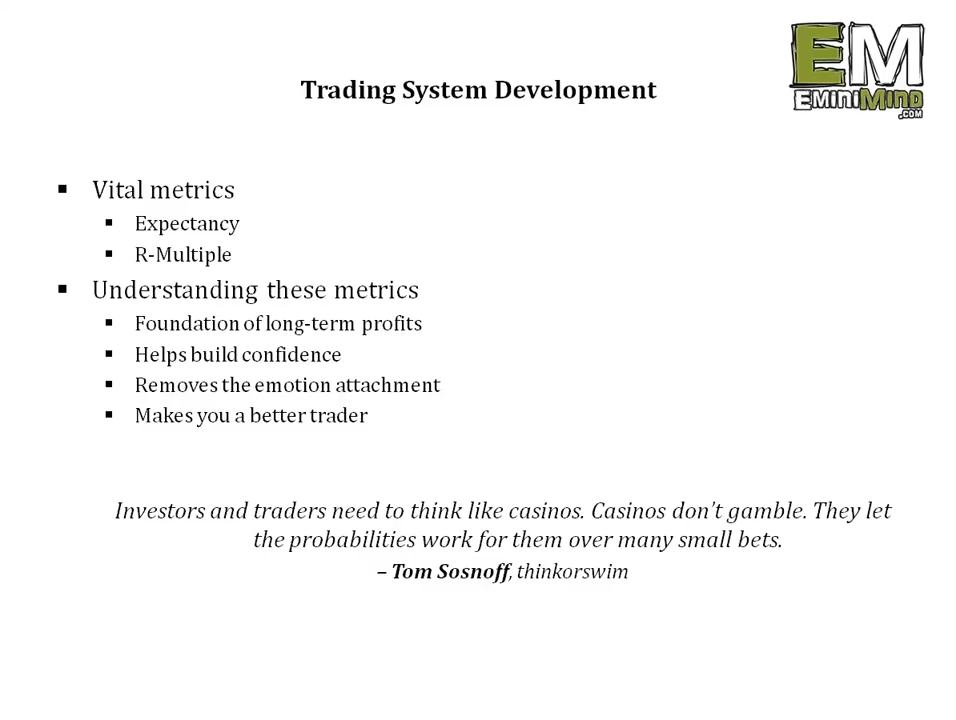 EM
EMiniMind
.COM
Trading System Development
▪ Vital metrics
▪ Expectancy
▪ R-Multiple
▪ Understanding these metrics
▪ Foundation of long-term profits
▪ Helps build confidence
▪ Removes the emotion attachment
▪ Makes you a better trader
Investors and traders need to think like casinos. Casinos don’t gamble. They let
the probabilities work for them over many small bets.
– Tom Sosnoff, thinkorswim